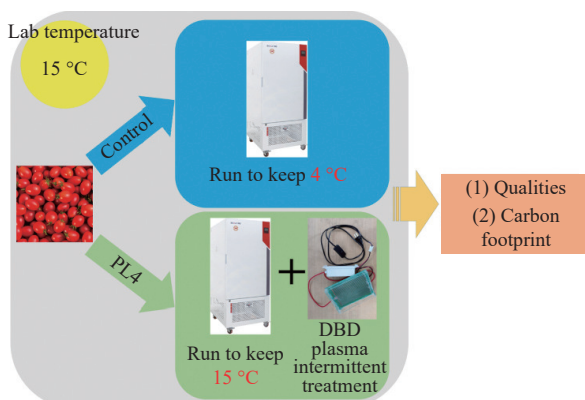 Lab temperature
15 °C
Control
Run to keep 4 °C
PL4
Run to keep
15 °C
+
DBD
plasma
intermittent
treatment
(1) Qualities
(2) Carbon
footprint